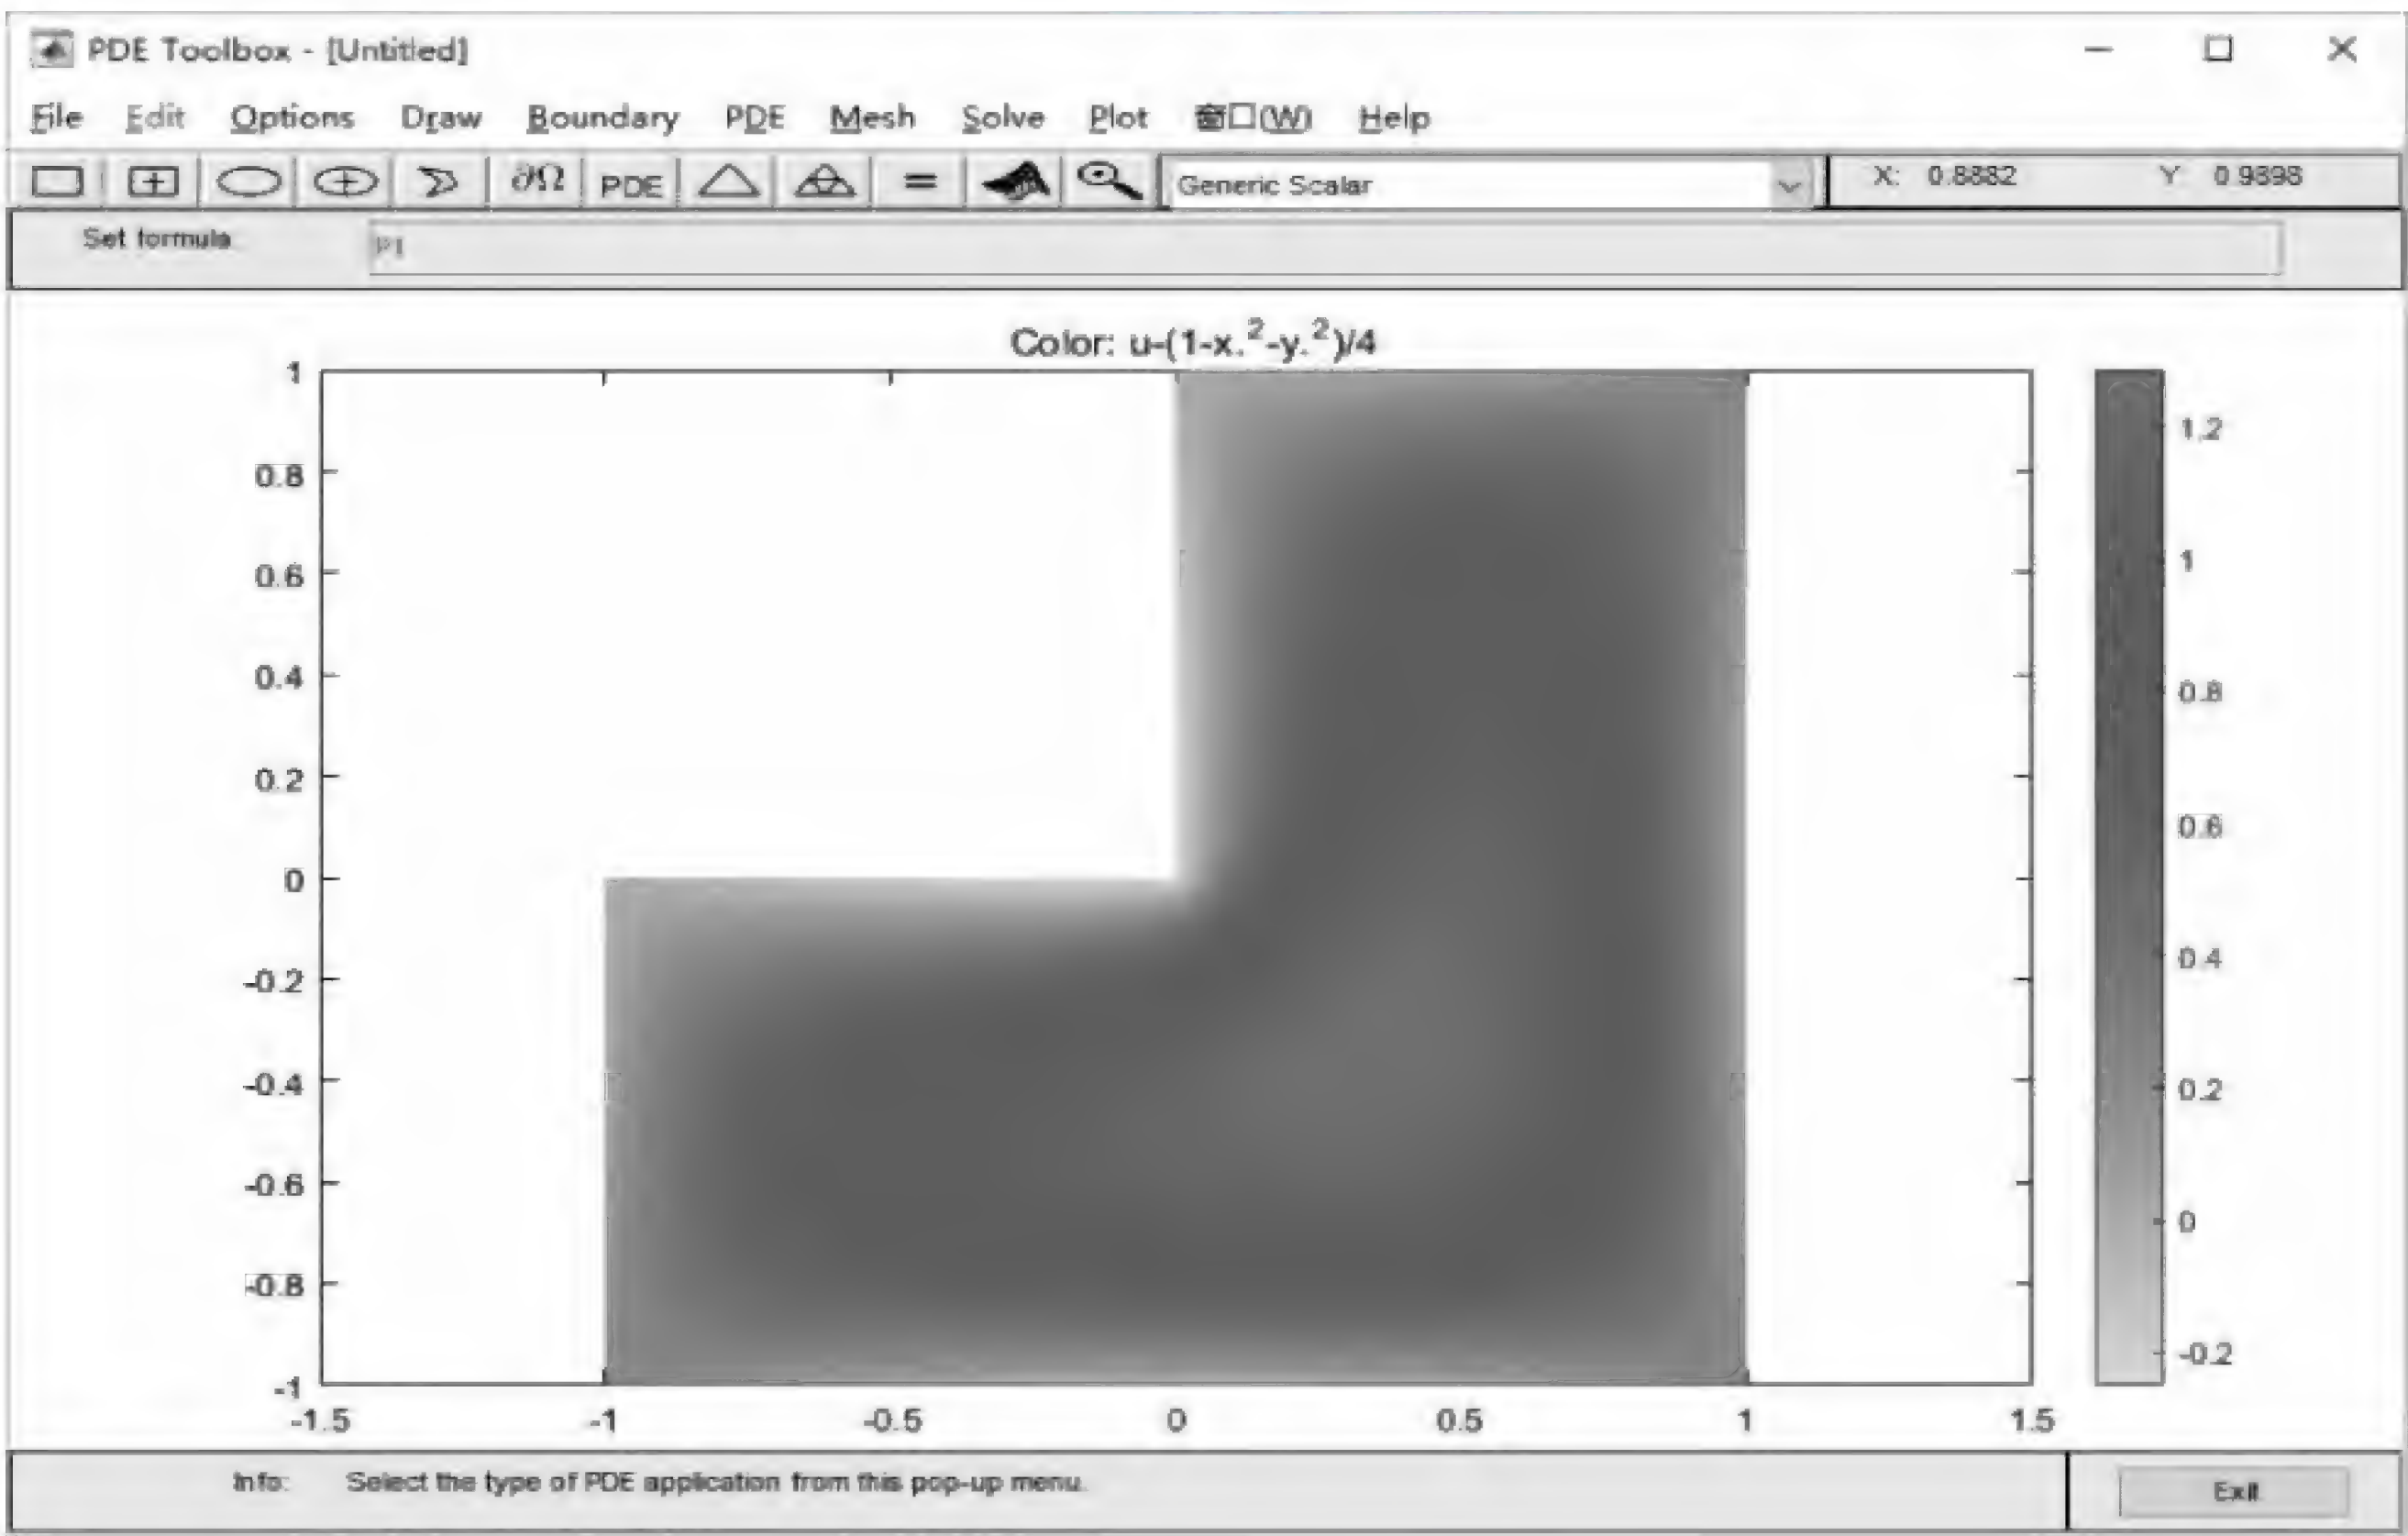 PDE Toolbox - [Untitled]
File Edit Options Draw Boundary PDE Mesh Solve Plot 窗口(W) Help
∂Ω PDE = Generic Scalar X: 0.8882 Y 0.9898
Set formula P1
Color: u-(1-x.²-y.²)/4
1
0.8
0.6
0.4
0.2
0
-0.2
-0.4
-0.6
-0.8
-1
-1.5 -1 -0.5 0 0.5 1 1.5
1.2
1
0.8
0.6
0.4
0.2
0
-0.2
Info: Select the type of PDE application from this pop-up menu.
Exit